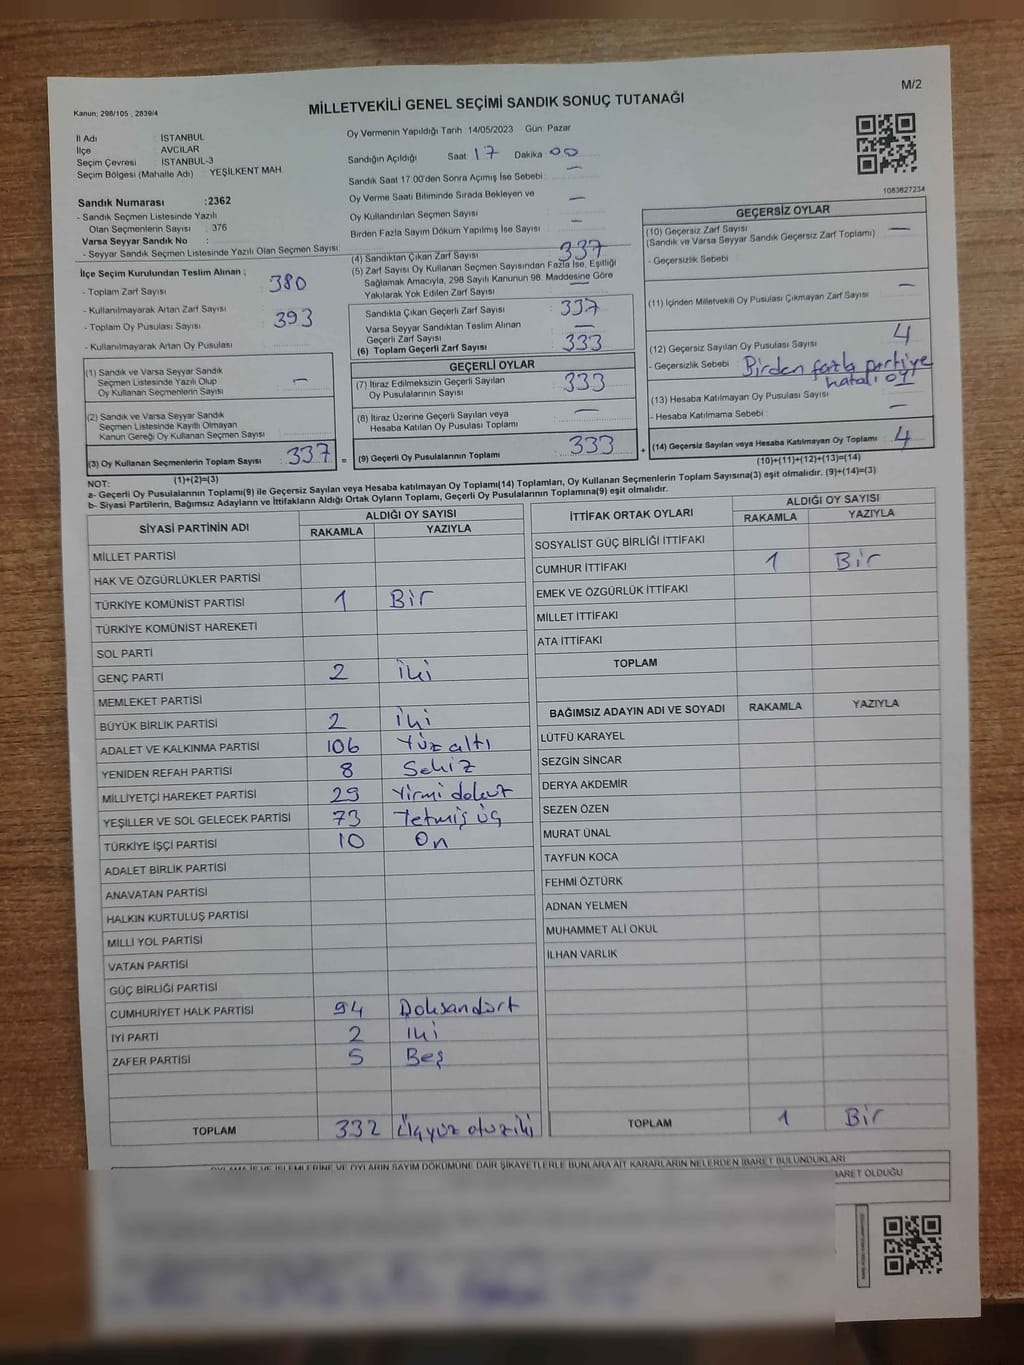 M/2
Kanun; 298/105 , 2839/4
MİLLETVEKİLİ GENEL SEÇİMİ SANDIK SONUÇ TUTANAĞI
İl Adı : İSTANBUL
İlçe : AVCILAR
Seçim Çevresi : İSTANBUL-3
Seçim Bölgesi (Mahalle Adı) : YEŞİLKENT MAH.
Sandık Numarası :2362
- Sandık Seçmen Listesinde Yazılı
Olan Seçmenlerin Sayısı : 376
Varsa Seyyar Sandık No :
- Seyyar Sandık Seçmen Listesinde Yazılı Olan Seçmen Sayısı :
İlçe Seçim Kurulundan Teslim Alınan ;
- Toplam Zarf Sayısı : 380
- Kullanılmayarak Artan Zarf Sayısı :
- Toplam Oy Pusulası Sayısı : 393
- Kullanılmayarak Artan Oy Pusulası :
(1) Sandık ve Varsa Seyyar Sandık
Seçmen Listesinde Yazılı Olup
Oy Kullanan Seçmenlerin Sayısı : —
(2) Sandık ve Varsa Seyyar Sandık
Seçmen Listesinde Kayıtlı Olmayan
Kanun Gereği Oy Kullanan Seçmen Sayısı :
(3) Oy Kullanan Seçmenlerin Toplam Sayısı : 337 =
(1)+(2)=(3)
Oy Vermenin Yapıldığı Tarih :14/05/2023 Gün: Pazar
Sandığın Açıldığı Saat: 17 Dakika 00
Sandık Saat 17.00'den Sonra Açımış İse Sebebi : —
Oy Verme Saati Bitiminde Sırada Bekleyen ve
Oy Kullandırılan Seçmen Sayısı : —
Birden Fazla Sayım Döküm Yapılmış İse Sayısı : —
(4) Sandıktan Çıkan Zarf Sayısı : 337
(5) Zarf Sayısı Oy Kullanan Seçmen Sayısından Fazla İse, Eşitliği
Sağlamak Amacıyla, 298 Sayılı Kanunun 98. Maddesine Göre
Yakılarak Yok Edilen Zarf Sayısı : —
Sandıkta Çıkan Geçerli Zarf Sayısı : 337
Varsa Seyyar Sandıktan Teslim Alınan
Geçerli Zarf Sayısı : —
(6) Toplam Geçerli Zarf Sayısı : 333
GEÇERLİ OYLAR
(7) İtiraz Edilmeksizin Geçerli Sayılan
Oy Pusulasının Sayısı : 333
(8) İtiraz Üzerine Geçerli Sayılan veya
Hesaba Katılan Oy Pusulası Toplamı : —
(9) Geçerli Oy Pusulalarının Toplamı : 333 +
1083627234
GEÇERSİZ OYLAR
(10) Geçersiz Zarf Sayısı : —
(Sandık ve Varsa Seyyar Sandık Geçersiz Zarf Toplamı)
- Geçersizlik Sebebi :
(11) İçinden Milletvekili Oy Pusulası Çıkmayan Zarf Sayısı : —
(12) Geçersiz Sayılan Oy Pusulası Sayısı : 4
- Geçersizlik Sebebi : Birden fazla partiye
hatalı oy
(13) Hesaba Katılmayan Oy Pusulası Sayısı :
- Hesaba Katılmama Sebebi : —
(14) Geçersiz Sayılan veya Hesaba Katılmayan Oy Toplamı : 4
(10)+(11)+(12)+(13)=(14)
NOT:
a- Geçerli Oy Pusulalarının Toplamı(9) ile Geçersiz Sayılan veya Hesaba katılmayan Oy Toplamı(14) Toplamları, Oy Kullanan Seçmenlerin Toplam Sayısına(3) eşit olmalıdır. (9)+(14)=(3)
b- Siyasi Partilerin, Bağımsız Adayların ve İttifakların Aldığı Ortak Oyların Toplamı, Geçerli Oy Pusulalarının Toplamına(9) eşit olmalıdır.
SİYASİ PARTİNİN ADI ALDIĞI OY SAYISI
RAKAMLA YAZIYLA
MİLLET PARTİSİ
HAK VE ÖZGÜRLÜKLER PARTİSİ
TÜRKİYE KOMÜNİST PARTİSİ 1 Bir
TÜRKİYE KOMÜNİST HAREKETİ
SOL PARTİ
GENÇ PARTİ 2 İki
MEMLEKET PARTİSİ
BÜYÜK BİRLİK PARTİSİ 2 İki
ADALET VE KALKINMA PARTİSİ 106 Yüz altı
YENİDEN REFAH PARTİSİ 8 Sekiz
MİLLİYETÇİ HAREKET PARTİSİ 29 Yirmi dokuz
YEŞİLLER VE SOL GELECEK PARTİSİ 73 Yetmiş üç
TÜRKİYE İŞÇİ PARTİSİ 10 On
ADALET BİRLİK PARTİSİ
ANAVATAN PARTİSİ
HALKIN KURTULUŞ PARTİSİ
MİLLİ YOL PARTİSİ
VATAN PARTİSİ
GÜÇ BİRLİĞİ PARTİSİ
CUMHURİYET HALK PARTİSİ 94 Doksandört
İYİ PARTİ 2 İki
ZAFER PARTİSİ 5 Beş
TOPLAM 332 Üçyüz otuz iki
İTTİFAK ORTAK OYLARI ALDIĞI OY SAYISI
RAKAMLA YAZIYLA
SOSYALİST GÜÇ BİRLİĞİ İTTİFAKI
CUMHUR İTTİFAKI 1 Bir
EMEK VE ÖZGÜRLÜK İTTİFAKI
MİLLET İTTİFAKI
ATA İTTİFAKI
TOPLAM
BAĞIMSIZ ADAYIN ADI VE SOYADI RAKAMLA YAZIYLA
LÜTFÜ KARAYEL
SEZGİN SİNCAR
DERYA AKDEMİR
SEZEN ÖZEN
MURAT ÜNAL
TAYFUN KOCA
FEHMİ ÖZTÜRK
ADNAN YELMEN
MUHAMMET ALİ OKUL
İLHAN VARLIK
TOPLAM 1 Bir
OYLAMA İŞ VE İŞLEMLERİNE VE OYLARIN SAYIM DÖKÜMÜNE DAİR ŞİKAYETLERLE BUNLARA AİT KARARLARIN NELERDEN İBARET BULUNDUKLARI
BARET OLDUĞU